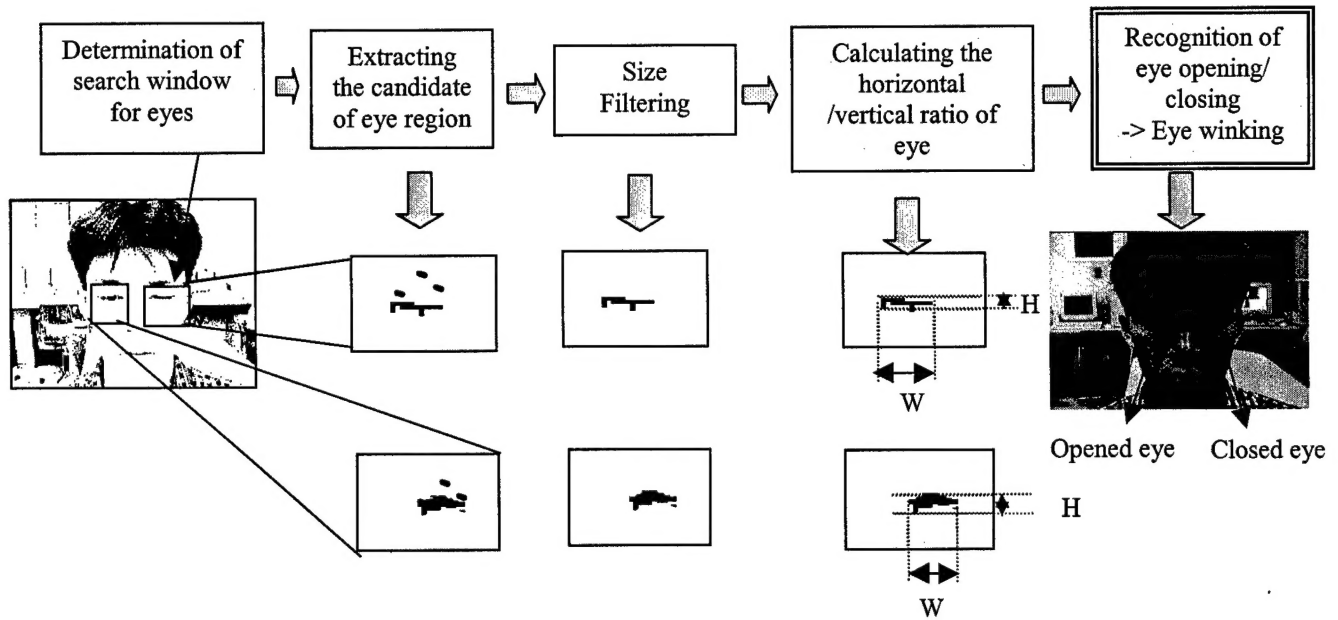 Determination of
search window
for eyes
Extracting
the candidate
of eye region
Size
Filtering
Calculating the
horizontal
/vertical ratio of
eye
Recognition of
eye opening/
closing
-> Eye winking
H
W
Opened eye
Closed eye
H
W